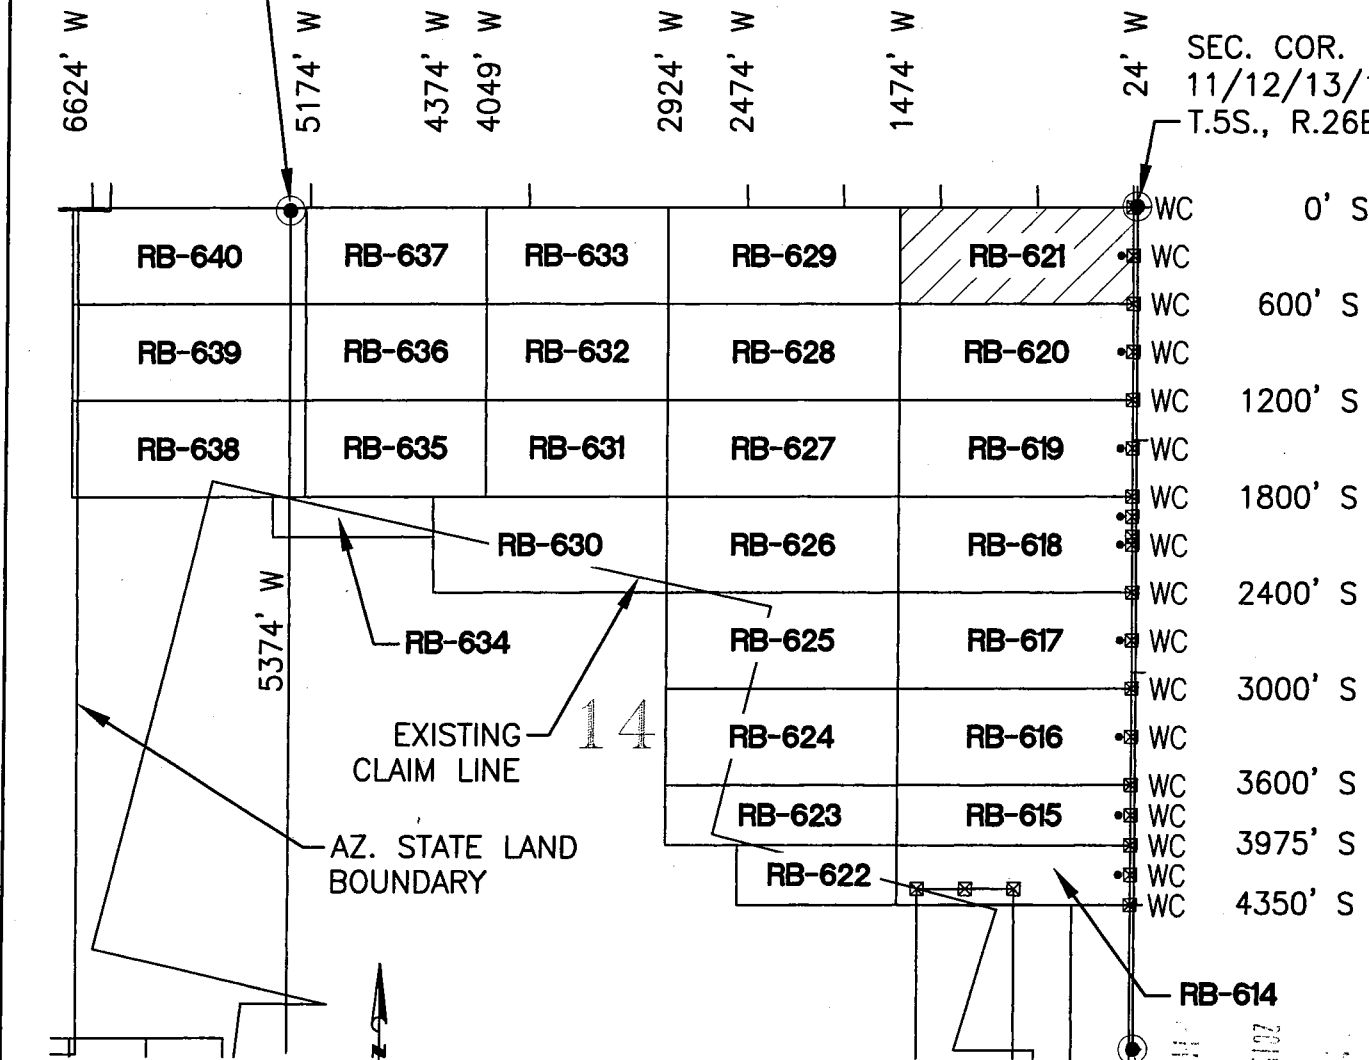 6624' W
5174' W
4374' W
4049' W
2924' W
2474' W
1474' W
24' W
SEC. COR.
11/12/13/
T.5S., R.26E
WC 0' S
RB-640 RB-637 RB-633 RB-629 RB-621 WC
WC 600' S
RB-639 RB-636 RB-632 RB-628 RB-620 WC
WC 1200' S
RB-638 RB-635 RB-631 RB-627 RB-619 WC
WC 1800' S
RB-630 RB-626 RB-618 WC
WC 2400' S
5374' W
RB-634 RB-625 RB-617 WC
WC 3000' S
EXISTING
CLAIM LINE
14
RB-624 RB-616 WC
WC 3600' S
RB-623 RB-615 WC
WC 3975' S
AZ. STATE LAND
BOUNDARY
RB-622 WC
WC 4350' S
RB-614